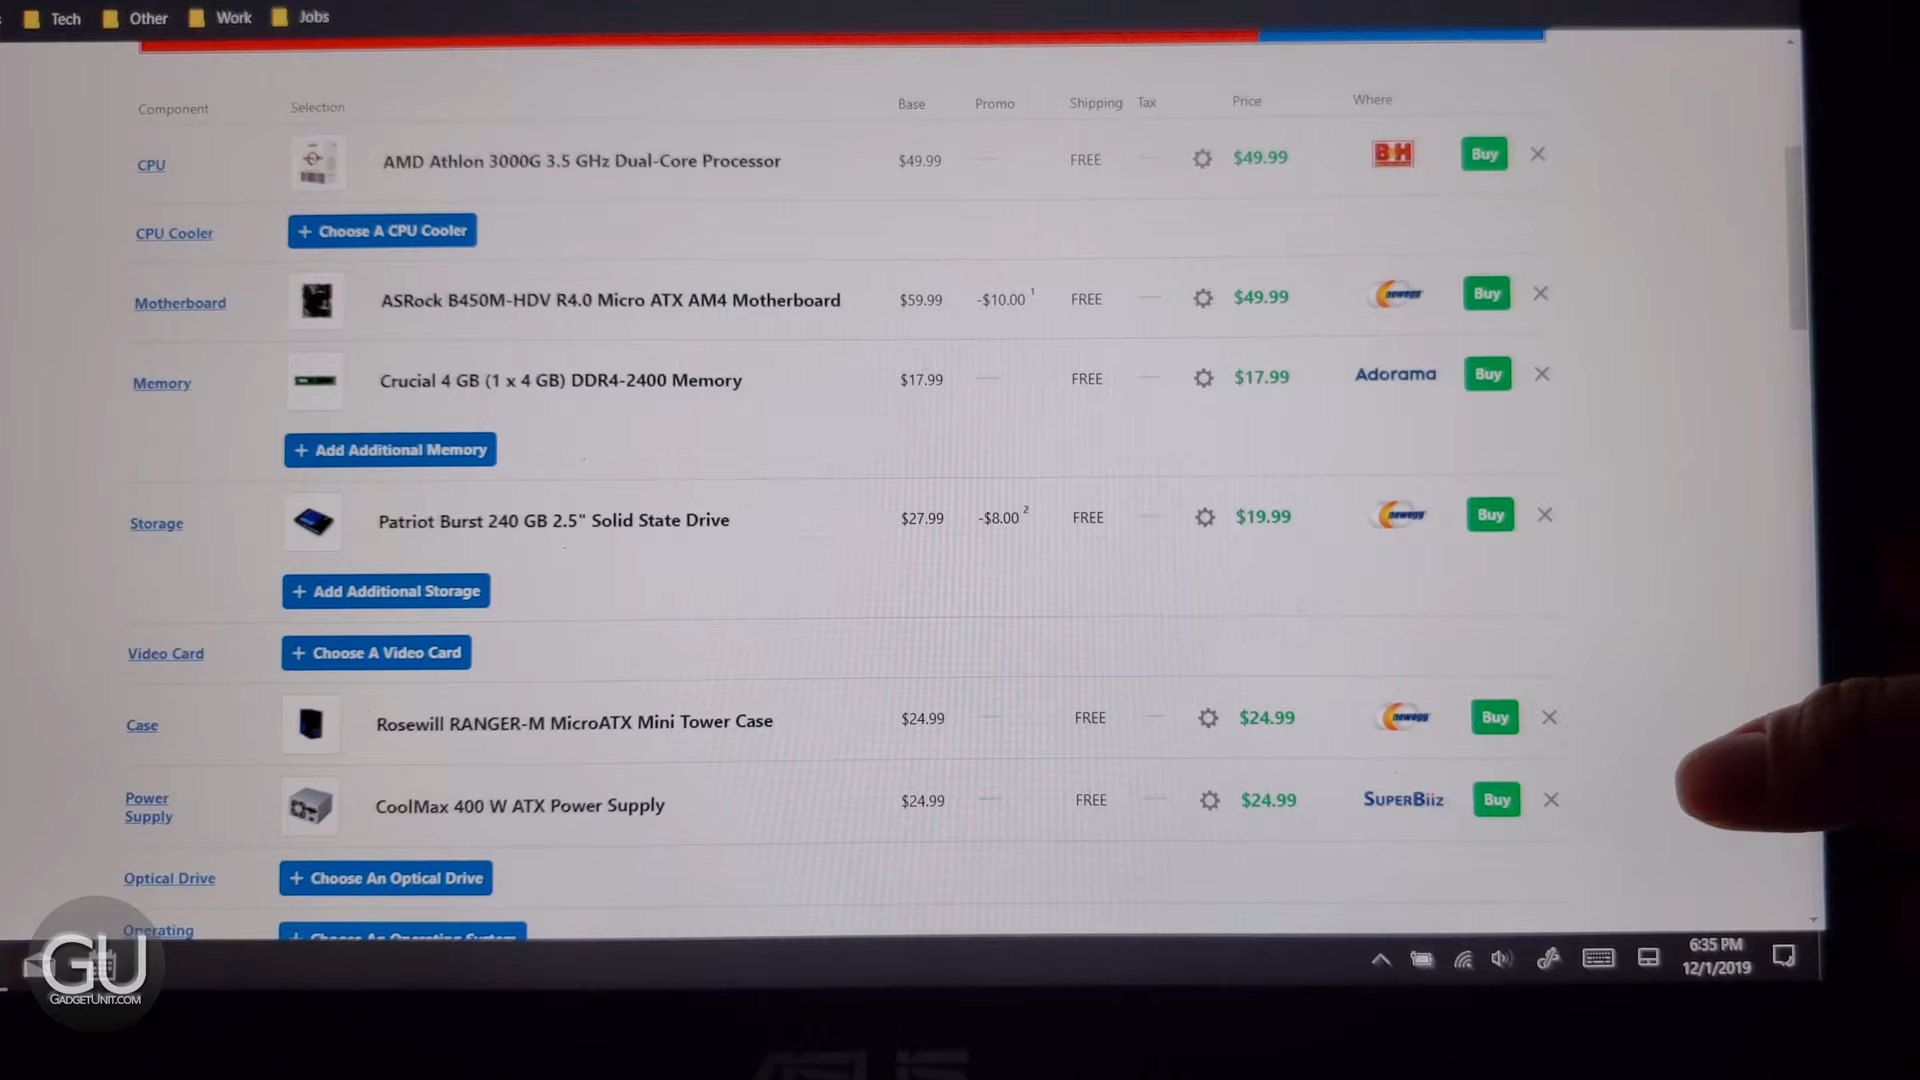 Tech Other Work Jobs
Component Selection Base Promo Shipping Tax Price Where
CPU AMD Athlon 3000G 3.5 GHz Dual-Core Processor $49.99 FREE $49.99 B&H Buy
CPU Cooler + Choose A CPU Cooler
Motherboard ASRock B450M-HDV R4.0 Micro ATX AM4 Motherboard $59.99 -$10.00 1 FREE $49.99 newegg Buy
Memory Crucial 4 GB (1 x 4 GB) DDR4-2400 Memory $17.99 FREE $17.99 Adorama Buy
+ Add Additional Memory
Storage Patriot Burst 240 GB 2.5" Solid State Drive $27.99 -$8.00 2 FREE $19.99 newegg Buy
+ Add Additional Storage
Video Card + Choose A Video Card
Case Rosewill RANGER-M MicroATX Mini Tower Case $24.99 FREE $24.99 newegg Buy
Power Supply CoolMax 400 W ATX Power Supply $24.99 FREE $24.99 SUPERBIIZ Buy
Optical Drive + Choose An Optical Drive
Operating + Choose An Operating System
6:35 PM
12/1/2019
GU
GADGETUNIT.COM